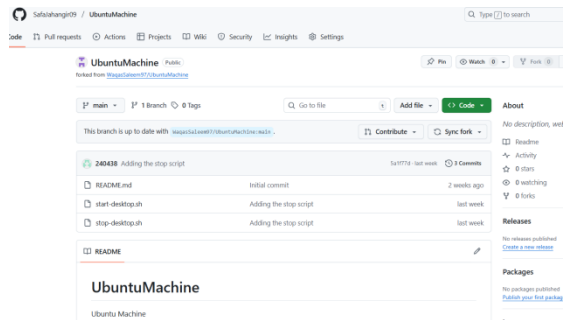 SafaJahangir09 / UbuntuMachine
Type / to search
Code Pull requests Actions Projects Wiki Security Insights Settings
UbuntuMachine Public
Pin Watch 0 Fork 0
forked from WaqasSaleem97/UbuntuMachine
main 1 Branch 0 Tags Go to file t Add file Code
About
This branch is up to date with WaqasSaleem97/UbuntuMachine:main .
Contribute Sync fork
No description, web
Readme
Activity
0 stars
0 watching
0 forks
240438 Adding the stop script 5a1f77d · last week 3 Commits
README.md Initial commit 2 weeks ago
start-desktop.sh Adding the stop script last week
stop-desktop.sh Adding the stop script last week
Releases
No releases published
Create a new release
README
Packages
No packages published
Publish your first packag
UbuntuMachine
Ubuntu Machine